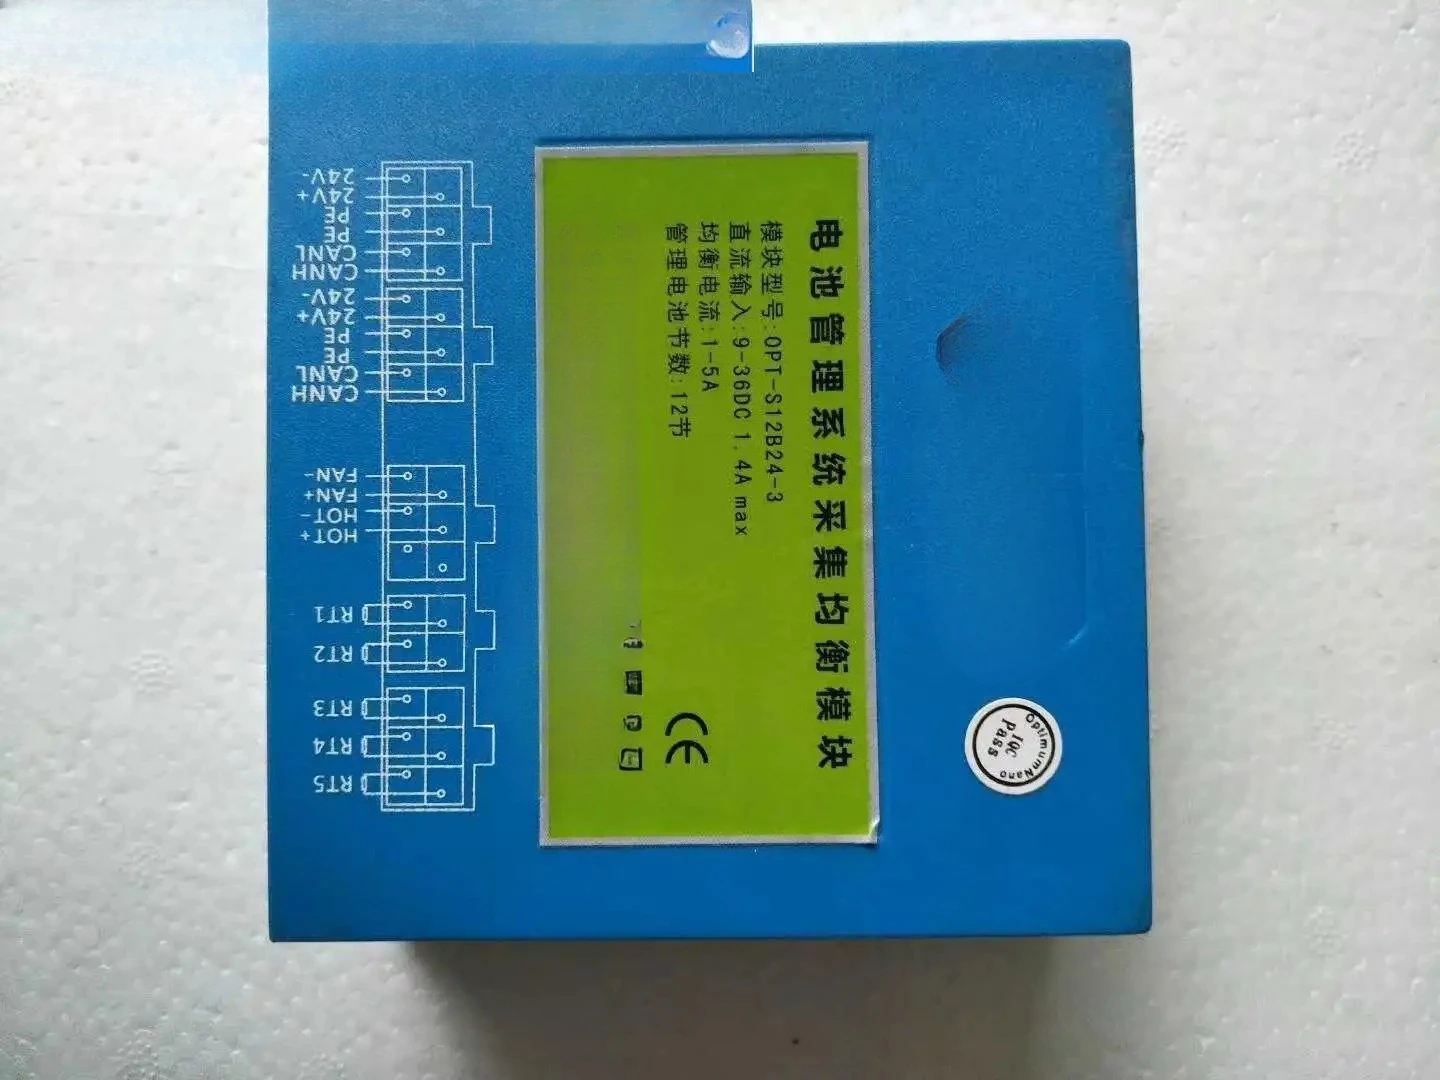 电池管理系统采集均衡模块
模块型号:OPT-S12B24-3
直流输入:9-36DC 1.4A max
均衡电流:1-5A
管理电池节数:12节
CE
24V-
24V+
PE
PE
CANL
CANH
24V-
24V+
PE
PE
CANL
CANH
FAN-
FAN+
HOT-
HOT+
RT1
RT2
RT3
RT4
RT5
OptimumNano
IQC
Pass